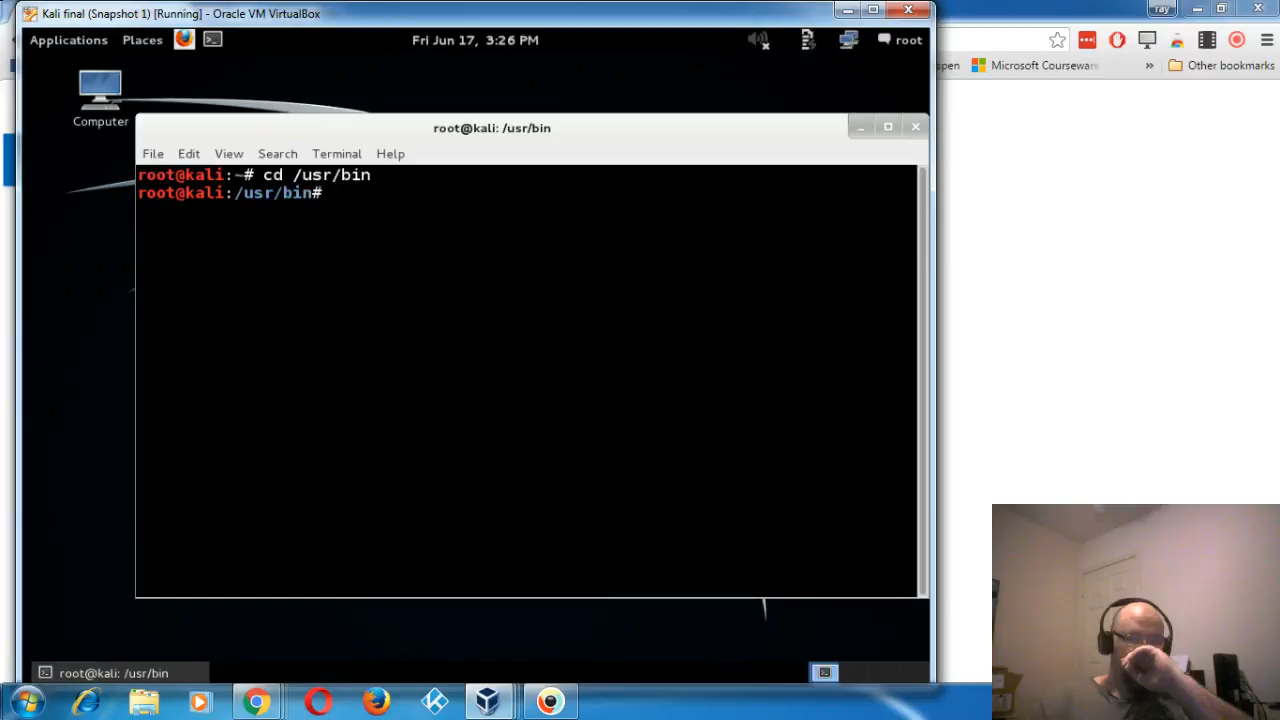 Kali final (Snapshot 1) [Running] - Oracle VM VirtualBox
ray
Applications Places
Fri Jun 17, 3:26 PM
root
spen
Microsoft Courseware
»
Other bookmarks
Computer
root@kali: /usr/bin
File Edit View Search Terminal Help
root@kali:~# cd /usr/bin
root@kali:/usr/bin#
root@kali: /usr/bin